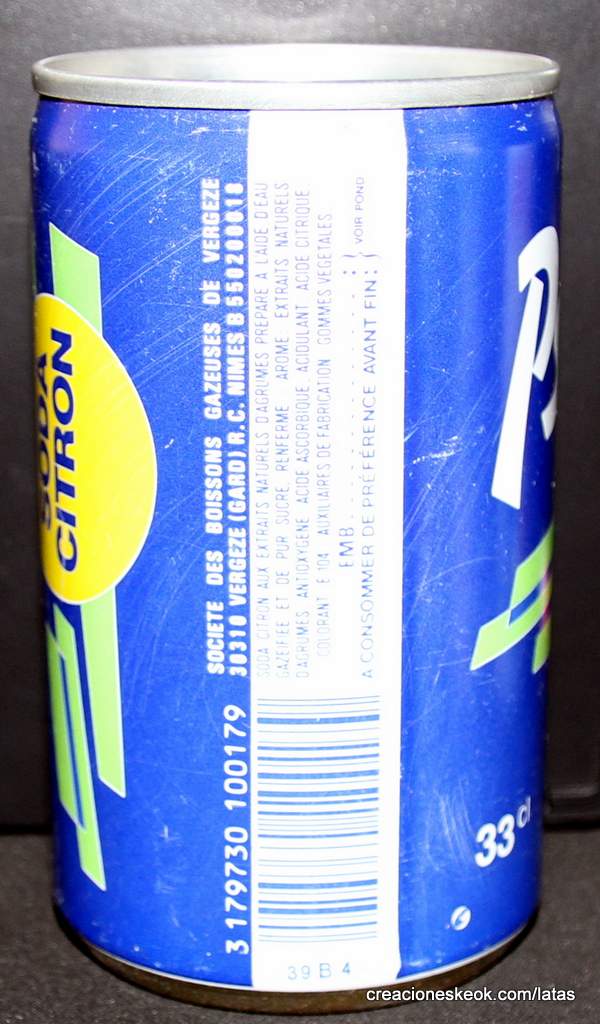 SODA
CITRON
SOCIETE DES BOISSONS GAZEUSES DE VERGEZE
30310 VERGEZE (GARD) R.C. NIMES B 550200018
SODA CITRON AUX EXTRAITS NATURELS D'AGRUMES PREPARE A L'AIDE D'EAU
GAZEIFIEE ET DE PUR SUCRE. RENFERME: AROME: EXTRAITS NATURELS
D'AGRUMES. ANTIOXYGENE: ACIDE ASCORBIQUE. ACIDULANT: ACIDE CITRIQUE.
COLORANT: E 104. AUXILIAIRES DE FABRICATION: GOMMES VEGETALES.
EMB
A CONSOMMER DE PRÉFÉRENCE AVANT FIN:
VOIR FOND
3 179730 100179
39 B 4
33 cl
creacioneskeok.com/latas